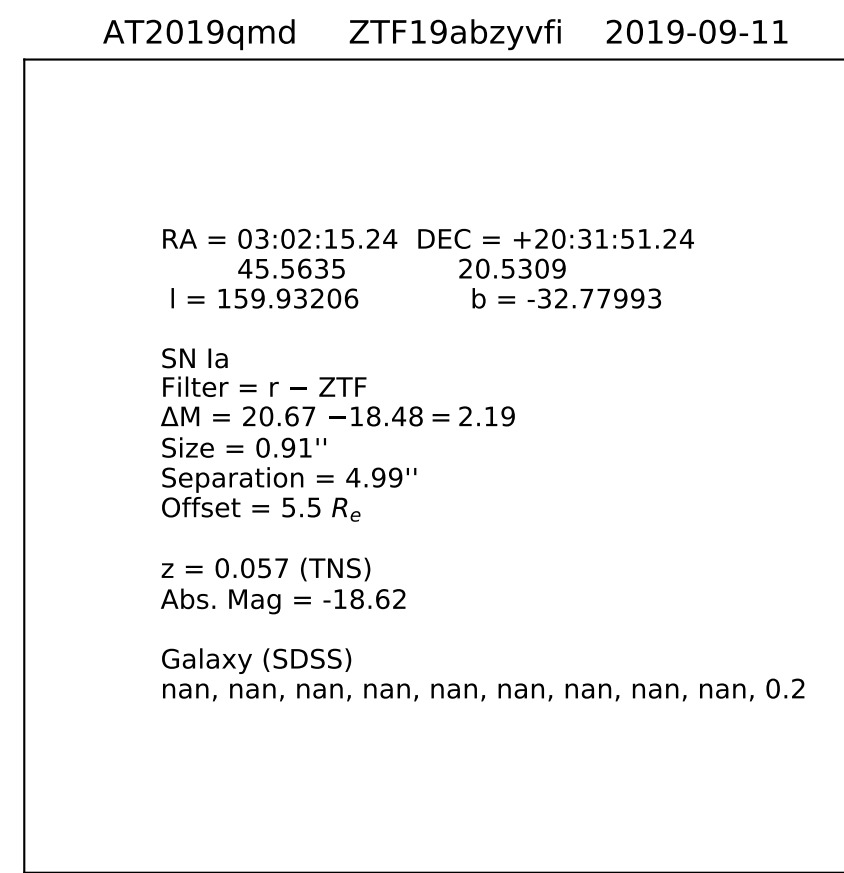 AT2019qmd ZTF19abzyvfi 2019-09-11
RA = 03:02:15.24 DEC = +20:31:51.24
45.5635 20.5309
l = 159.93206 b = -32.77993
SN Ia
Filter = r − ZTF
ΔM = 20.67 −18.48 = 2.19
Size = 0.91''
Separation = 4.99''
Offset = 5.5 Re
z = 0.057 (TNS)
Abs. Mag = -18.62
Galaxy (SDSS)
nan, nan, nan, nan, nan, nan, nan, nan, nan, 0.2